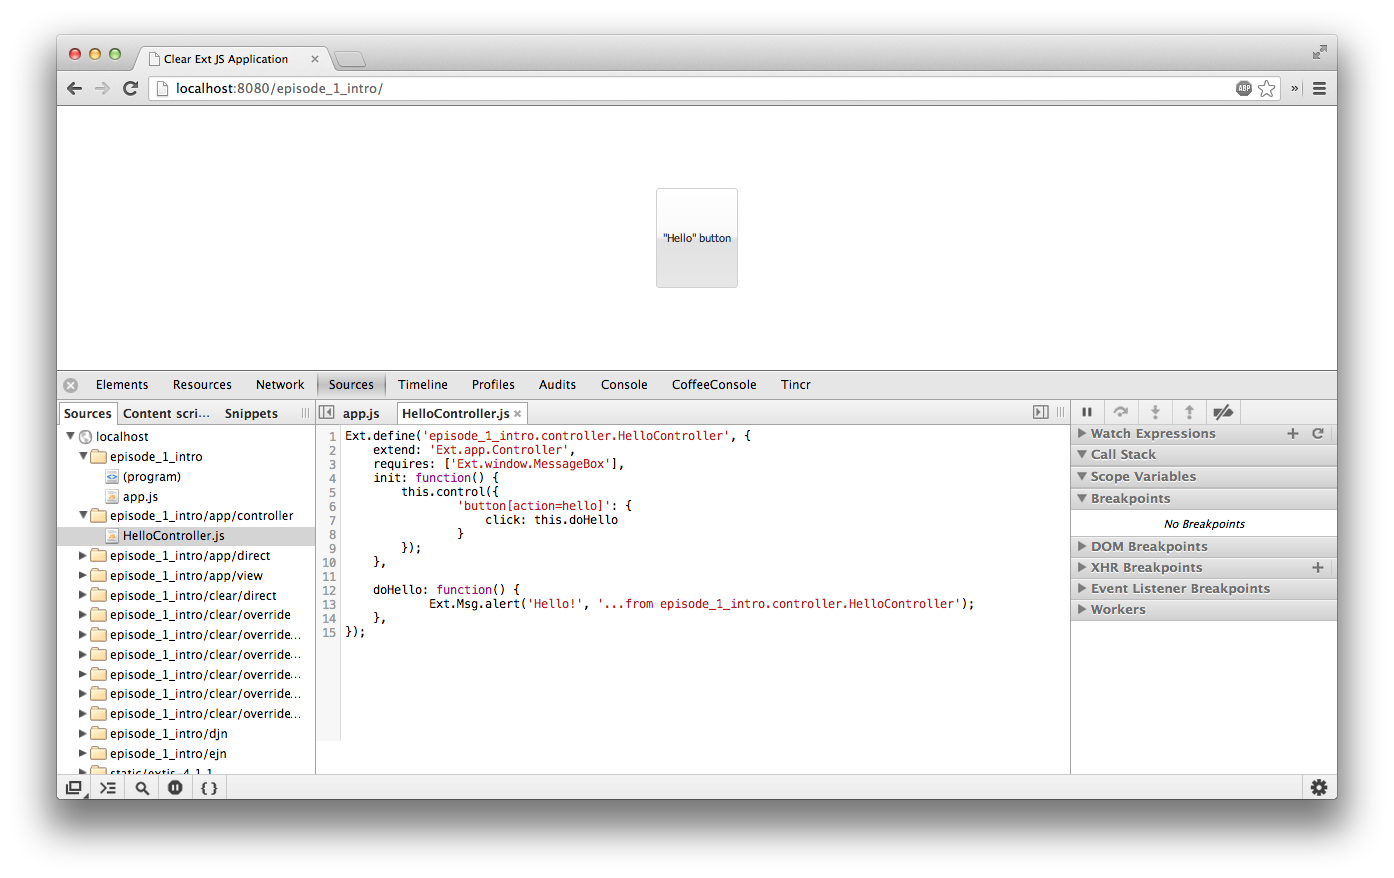 Clear Ext JS Application
localhost:8080/episode_1_intro/
ABP
"Hello" button
Elements Resources Network Sources Timeline Profiles Audits Console CoffeeConsole Tincr
Sources Content scri... Snippets
app.js HelloController.js
localhost
episode_1_intro
(program)
app.js
episode_1_intro/app/controller
HelloController.js
episode_1_intro/app/direct
episode_1_intro/app/view
episode_1_intro/clear/direct
episode_1_intro/clear/override
episode_1_intro/clear/override...
episode_1_intro/clear/override...
episode_1_intro/clear/override...
episode_1_intro/clear/override...
episode_1_intro/clear/override...
episode_1_intro/djn
episode_1_intro/ejn
static/extjs-4.1.1
1 Ext.define('episode_1_intro.controller.HelloController', {
2 extend: 'Ext.app.Controller',
3 requires: ['Ext.window.MessageBox'],
4 init: function() {
5 this.control({
6 'button[action=hello]': {
7 click: this.doHello
8 }
9 });
10 },
11
12 doHello: function() {
13 Ext.Msg.alert('Hello!', '...from episode_1_intro.controller.HelloController');
14 },
15 });
Watch Expressions
Call Stack
Scope Variables
Breakpoints
No Breakpoints
DOM Breakpoints
XHR Breakpoints
Event Listener Breakpoints
Workers